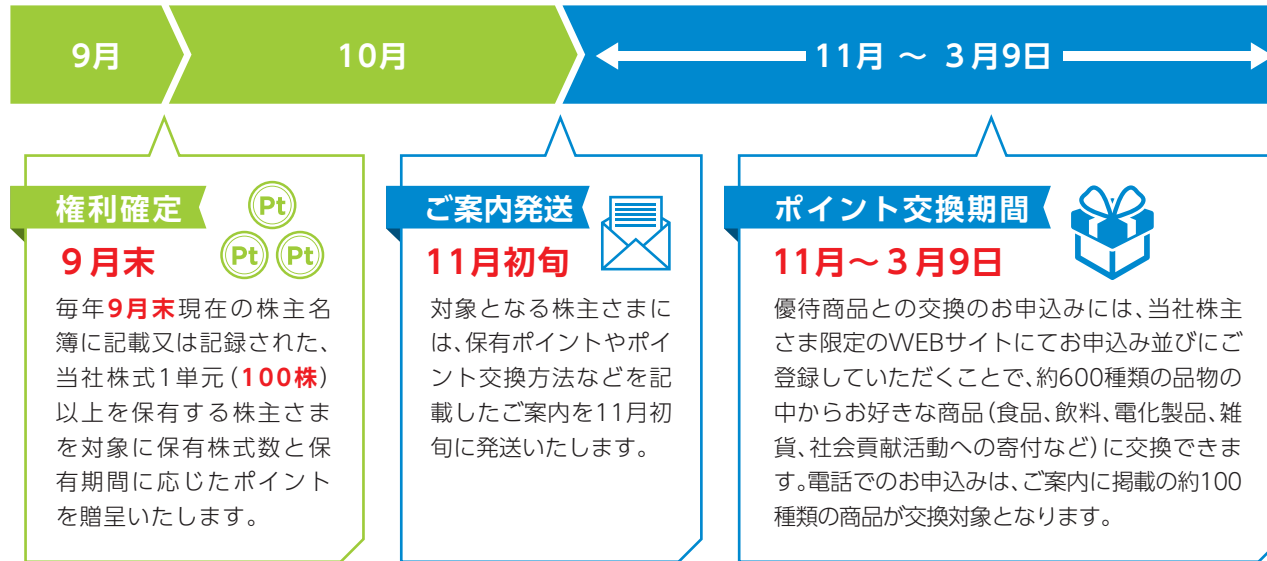 9月
10月
11月 ～ 3月9日
権利確定
Pt
Pt
Pt
9月末
毎年9月末現在の株主名
簿に記載又は記録された、
当社株式1単元(100株)
以上を保有する株主さま
を対象に保有株式数と保
有期間に応じたポイント
を贈呈いたします。
ご案内発送
11月初旬
対象となる株主さまに
は、保有ポイントやポイ
ント交換方法などを記
載したご案内を11月初
旬に発送いたします。
ポイント交換期間
11月～3月9日
優待商品との交換のお申込みには、当社株主
さま限定のWEBサイトにてお申込み並びにご
登録していただくことで、約600種類の品物の
中からお好きな商品(食品、飲料、電化製品、雑
貨、社会貢献活動への寄付など)に交換できま
す。電話でのお申込みは、ご案内に掲載の約100
種類の商品が交換対象となります。